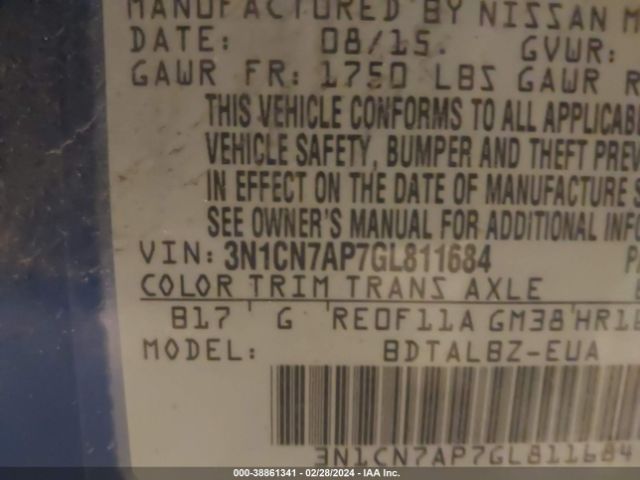 MANUFACTURED BY NISSAN
DATE: 08/15. GVWR:
GAWR FR: 1750 LBS GAWR
THIS VEHICLE CONFORMS TO ALL APPLICAB
VEHICLE SAFETY, BUMPER AND THEFT PREV
IN EFFECT ON THE DATE OF MANUFACTURE
SEE OWNER'S MANUAL FOR ADDITIONAL INFO
VIN: 3N1CN7AP7GL811684
COLOR TRIM TRANS AXLE
B17 G RE0F11A GM38 HR1
MODEL: BDTALBZ-EUA
3N1CN7AP7GL811684
000-38861341 | 02/28/2024 | IAA Inc.